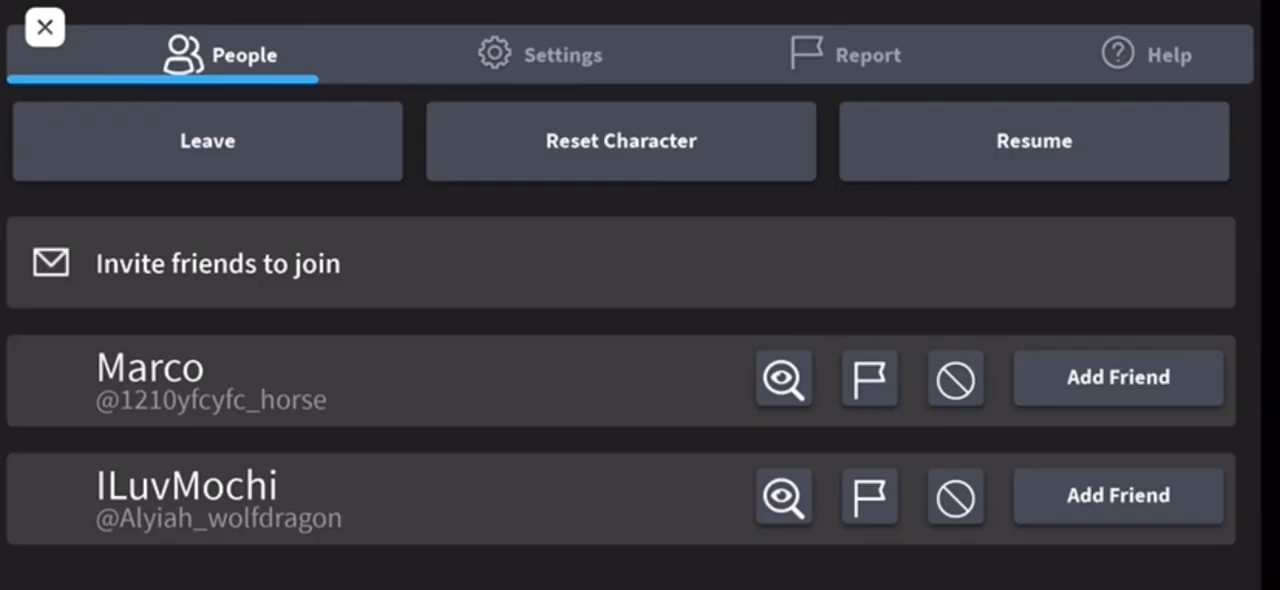 People
Settings
Report
Help
Leave
Reset Character
Resume
Invite friends to join
Marco
@1210yfcyfc_horse
Add Friend
ILuvMochi
@Alyiah_wolfdragon
Add Friend